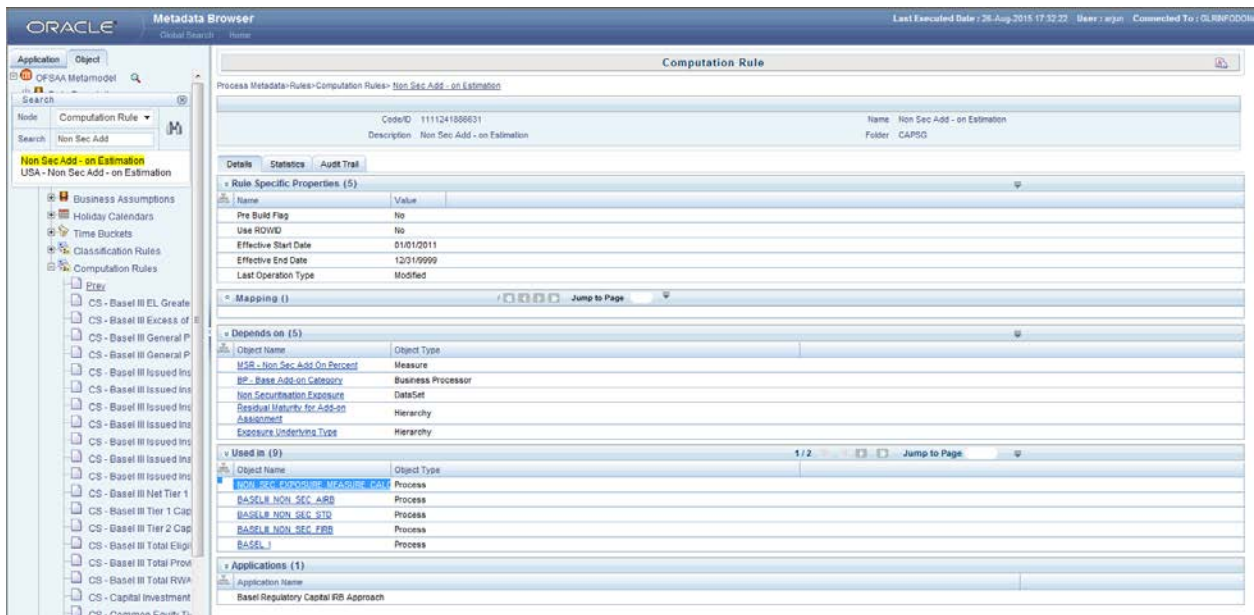 ORACLE
Metadata Browser
Global Search Home
Last Executed Date : 26-Aug-2015 17:32:22 User : arjun Connected To :
Application Object
OFSAA Metamodel
Search
Node Computation Rule
Search Non Sec Add
Non Sec Add - on Estimation
USA - Non Sec Add - on Estimation
Business Assumptions
Holiday Calendars
Time Buckets
Classification Rules
Computation Rules
Prev
CS - Basel III EL Greate
CS - Basel III Excess of
CS - Basel III General P
CS - Basel III General P
CS - Basel III Issued Ins
CS - Basel III Issued Ins
CS - Basel III Issued Ins
CS - Basel III Issued Ins
CS - Basel III Issued Ins
CS - Basel III Issued Ins
CS - Basel III Issued Ins
CS - Basel III Net Tier 1
CS - Basel III Tier 1 Cap
CS - Basel III Tier 2 Cap
CS - Basel III Total Eligi
CS - Basel III Total Provi
CS - Basel III Total RWA
CS - Capital Investment
CS - Common Equity
Computation Rule
Process Metadata>Rules>Computation Rules> Non Sec Add - on Estimation
Code/ID 1111241886631
Name Non Sec Add - on Estimation
Description Non Sec Add - on Estimation
Folder CAPSG
Details Statistics Audit Trail
Rule Specific Properties (5)
Name Value
Pre Build Flag No
Use ROWID No
Effective Start Date 01/01/2011
Effective End Date 12/31/9999
Last Operation Type Modified
Mapping () / Jump to Page
Depends on (5)
Object Name Object Type
MSR - Non Sec Add On Percent Measure
BP - Base Add-on Category Business Processor
Non Securitisation Exposure DataSet
Residual Maturity for Add-on Assignment Hierarchy
Exposure Underlying Type Hierarchy
Used in (9) 1 / 2 Jump to Page
Object Name Object Type
NON_SEC_EXPOSURE_MEASURE_CALC Process
BASELII_NON_SEC_AIRB Process
BASELII_NON_SEC_STD Process
BASELII_NON_SEC_FIRB Process
BASEL_I Process
Applications (1)
Application Name
Basel Regulatory Capital IRB Approach